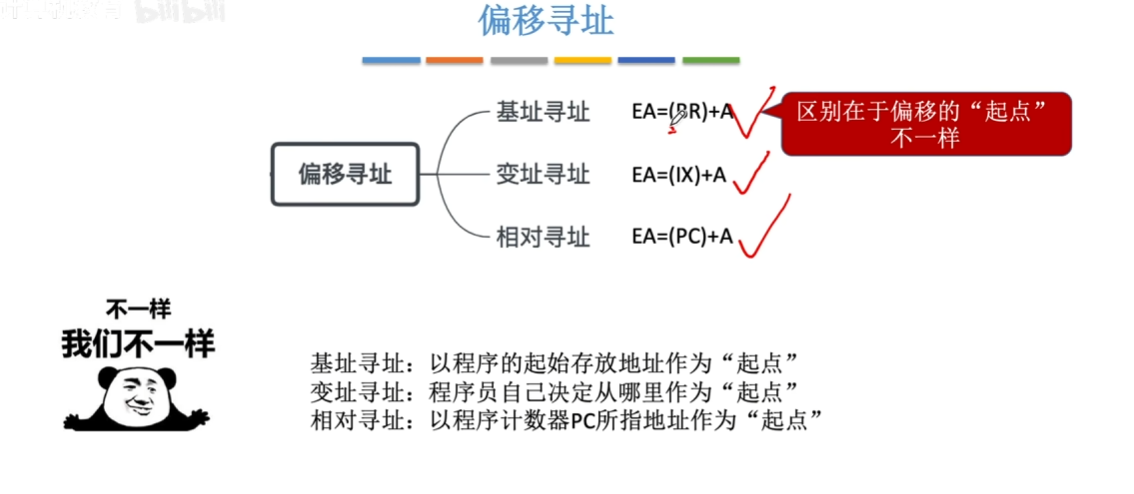 bilibili
偏移寻址
基址寻址 EA=(BR)+A
区别在于偏移的“起点”
不一样
偏移寻址
变址寻址 EA=(IX)+A
相对寻址 EA=(PC)+A
不一样
我们不一样
基址寻址：以程序的起始存放地址作为“起点”
变址寻址：程序员自己决定从哪里作为“起点”
相对寻址：以程序计数器PC所指地址作为“起点”